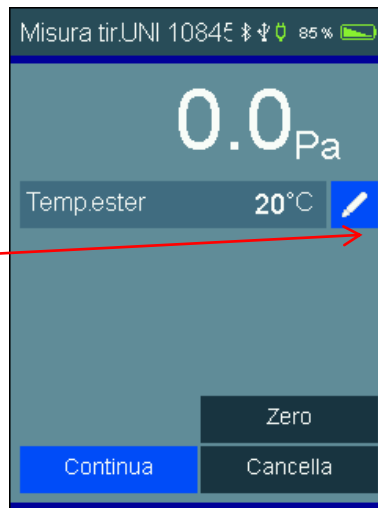 Misura tir.UNI 10845 85 %
0.0Pa
Temp.ester 20°C
Zero
Continua Cancella